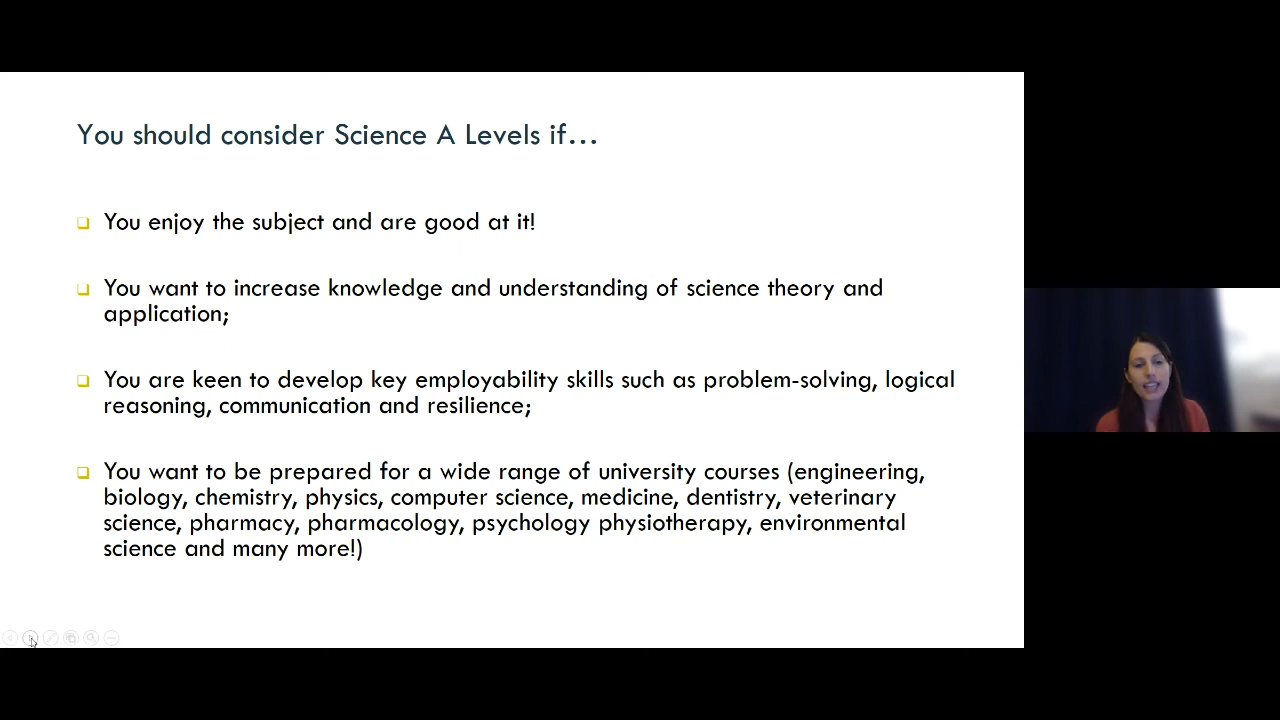 You should consider Science A Levels if...
You enjoy the subject and are good at it!
You want to increase knowledge and understanding of science theory and
application;
You are keen to develop key employability skills such as problem-solving, logical
reasoning, communication and resilience;
You want to be prepared for a wide range of university courses (engineering,
biology, chemistry, physics, computer science, medicine, dentistry, veterinary
science, pharmacy, pharmacology, psychology physiotherapy, environmental
science and many more!)